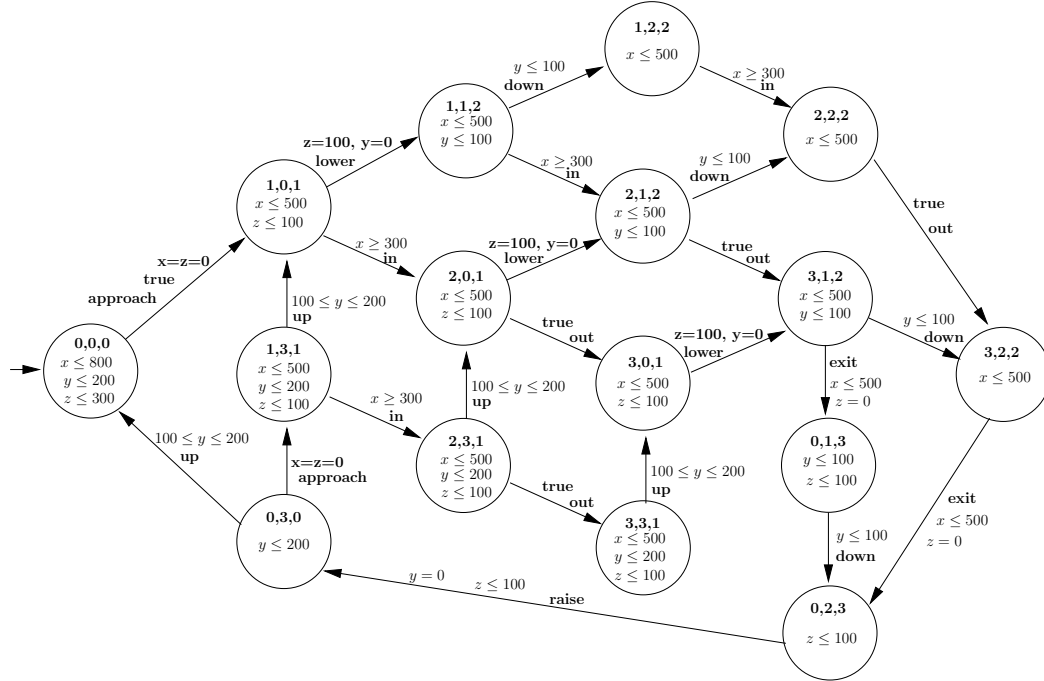 1,2,2
x ≤ 500
y ≤ 100
down
x ≥ 300
in
1,1,2
x ≤ 500
y ≤ 100
2,2,2
x ≤ 500
z=100, y=0
lower
x ≥ 300
in
y ≤ 100
down
1,0,1
x ≤ 500
z ≤ 100
2,1,2
x ≤ 500
y ≤ 100
true
out
x ≥ 300
in
z=100, y=0
lower
true
out
x=z=0
true
approach
2,0,1
x ≤ 500
z ≤ 100
3,1,2
x ≤ 500
y ≤ 100
100 ≤ y ≤ 200
up
true
out
z=100, y=0
lower
y ≤ 100
down
0,0,0
x ≤ 800
y ≤ 200
z ≤ 300
1,3,1
x ≤ 500
y ≤ 200
z ≤ 100
3,0,1
x ≤ 500
z ≤ 100
exit
x ≤ 500
z = 0
3,2,2
x ≤ 500
x ≥ 300
in
100 ≤ y ≤ 200
up
100 ≤ y ≤ 200
up
x=z=0
approach
2,3,1
x ≤ 500
y ≤ 200
z ≤ 100
100 ≤ y ≤ 200
up
0,1,3
y ≤ 100
z ≤ 100
true
out
exit
x ≤ 500
z = 0
0,3,0
y ≤ 200
3,3,1
x ≤ 500
y ≤ 200
z ≤ 100
y ≤ 100
down
y = 0
z ≤ 100
raise
0,2,3
z ≤ 100